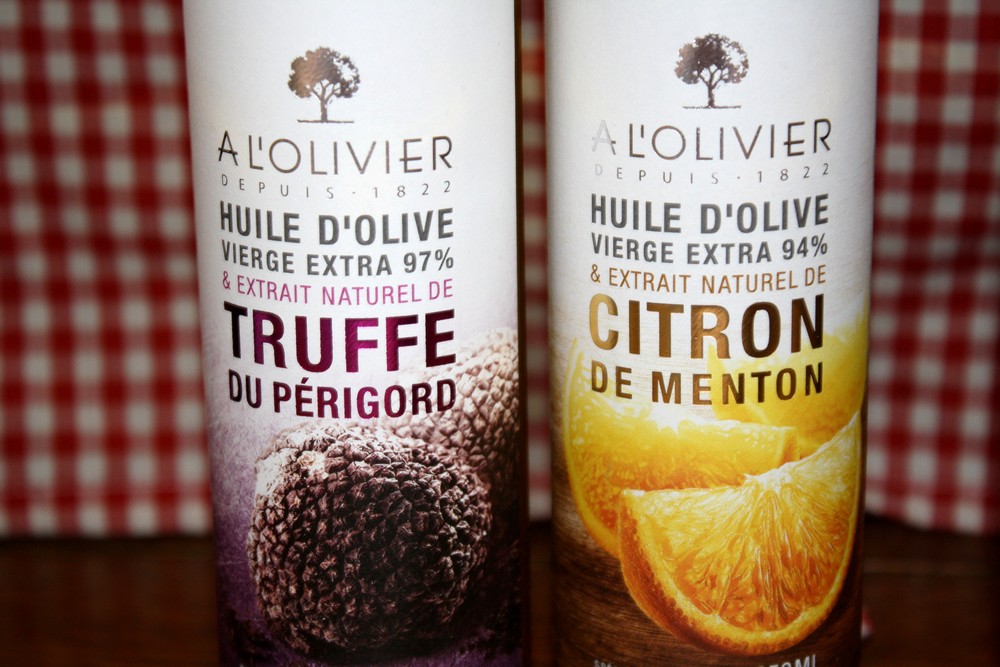 A L'OLIVIER
DEPUIS · 1822
HUILE D'OLIVE
VIERGE EXTRA 97%
& EXTRAIT NATUREL DE
TRUFFE
DU PÉRIGORD
A L'OLIVIER
DEPUIS · 1822
HUILE D'OLIVE
VIERGE EXTRA 94%
& EXTRAIT NATUREL DE
CITRON
DE MENTON